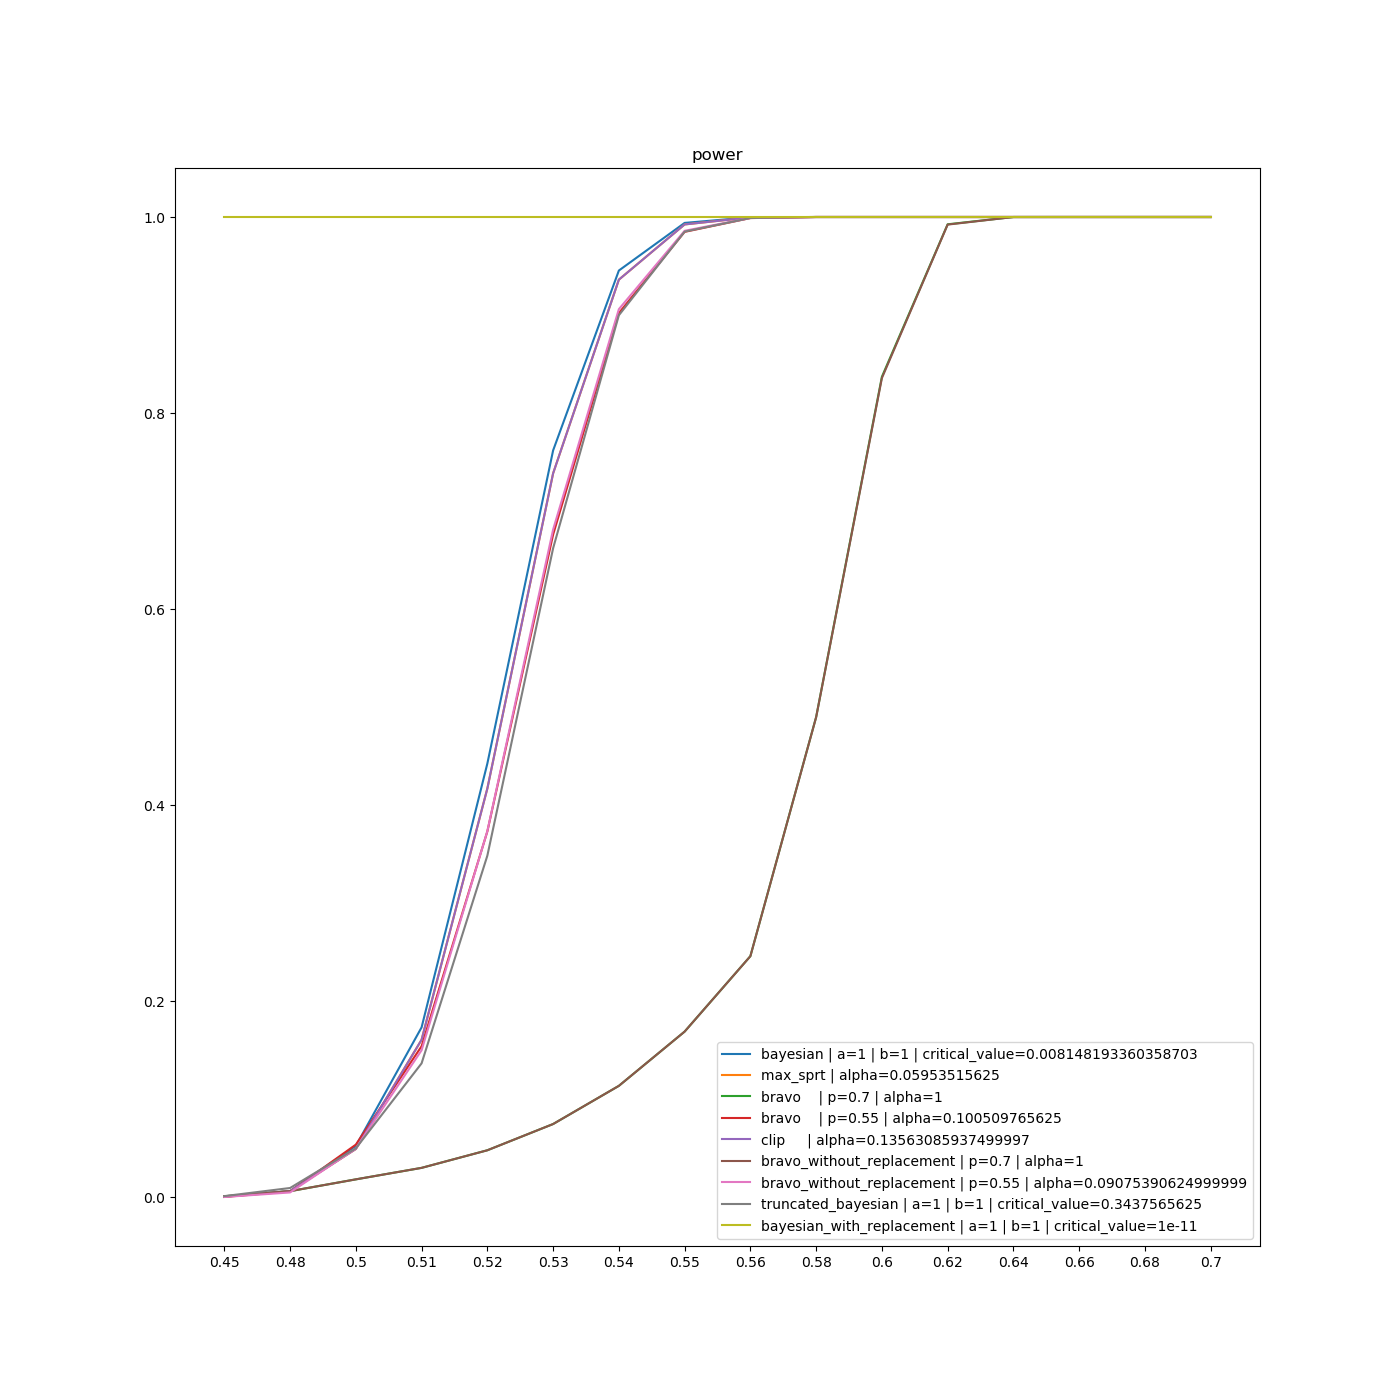 power
1.0
0.8
0.6
0.4
0.2
0.0
bayesian | a=1 | b=1 | critical_value=0.008148193360358703
max_sprt | alpha=0.05953515625
bravo    | p=0.7 | alpha=1
bravo    | p=0.55 | alpha=0.100509765625
clip     | alpha=0.13563085937499997
bravo_without_replacement | p=0.7 | alpha=1
bravo_without_replacement | p=0.55 | alpha=0.09075390624999999
truncated_bayesian | a=1 | b=1 | critical_value=0.3437565625
bayesian_with_replacement | a=1 | b=1 | critical_value=1e-11
0.45 0.48 0.5 0.51 0.52 0.53 0.54 0.55 0.56 0.58 0.6 0.62 0.64 0.66 0.68 0.7